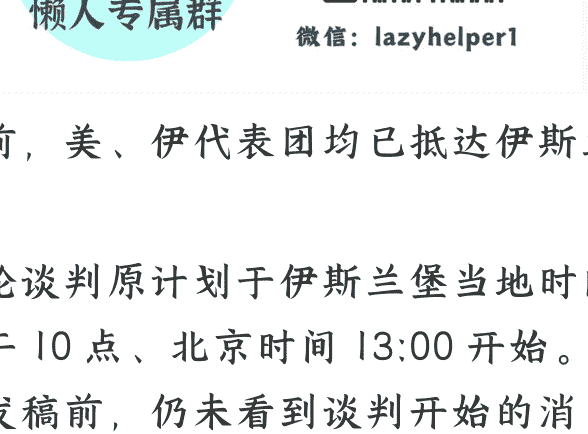 懒人专属群
微信：lazyhelper1
前，美、伊代表团均已抵达伊斯
轮谈判原计划于伊斯兰堡当地时
午 10 点、北京时间 13:00 开始。
发稿前，仍未看到谈判开始的消